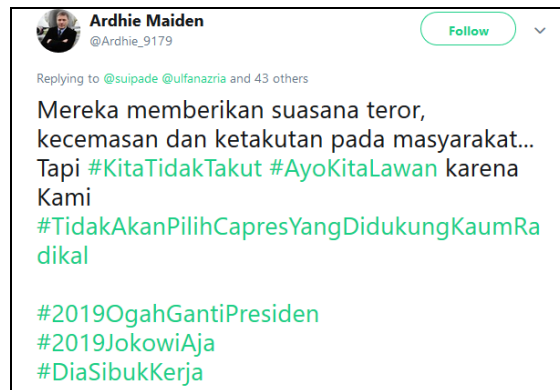 Ardhie Maiden
@Ardhie_9179
Follow
Replying to @suipade @ulfanazria and 43 others
Mereka memberikan suasana teror,
kecemasan dan ketakutan pada masyarakat...
Tapi #KitaTidakTakut #AyoKitaLawan karena
Kami
#TidakAkanPilihCapresYangDidukungKaumRa
dikal
#2019OgahGantiPresiden
#2019JokowiAja
#DiaSibukKerja